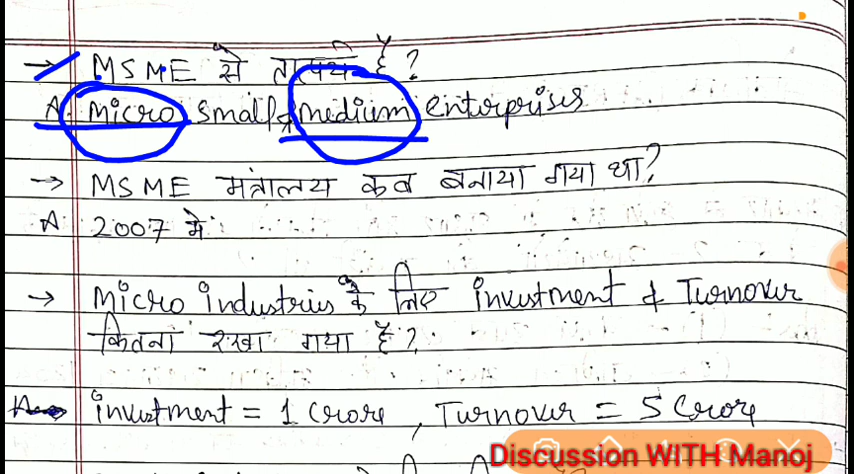 → MSME से तात्पर्य है ?
A. Micro small & medium enterprises
→ MSME मंत्रालय कब बनाया गया था?
A. 2007 में
→ Micro industries के लिए investment & Turnover
कितना रखा गया है ?
investment = 1 Crore , Turnover = 5 Crore
Discussion WITH Manoj